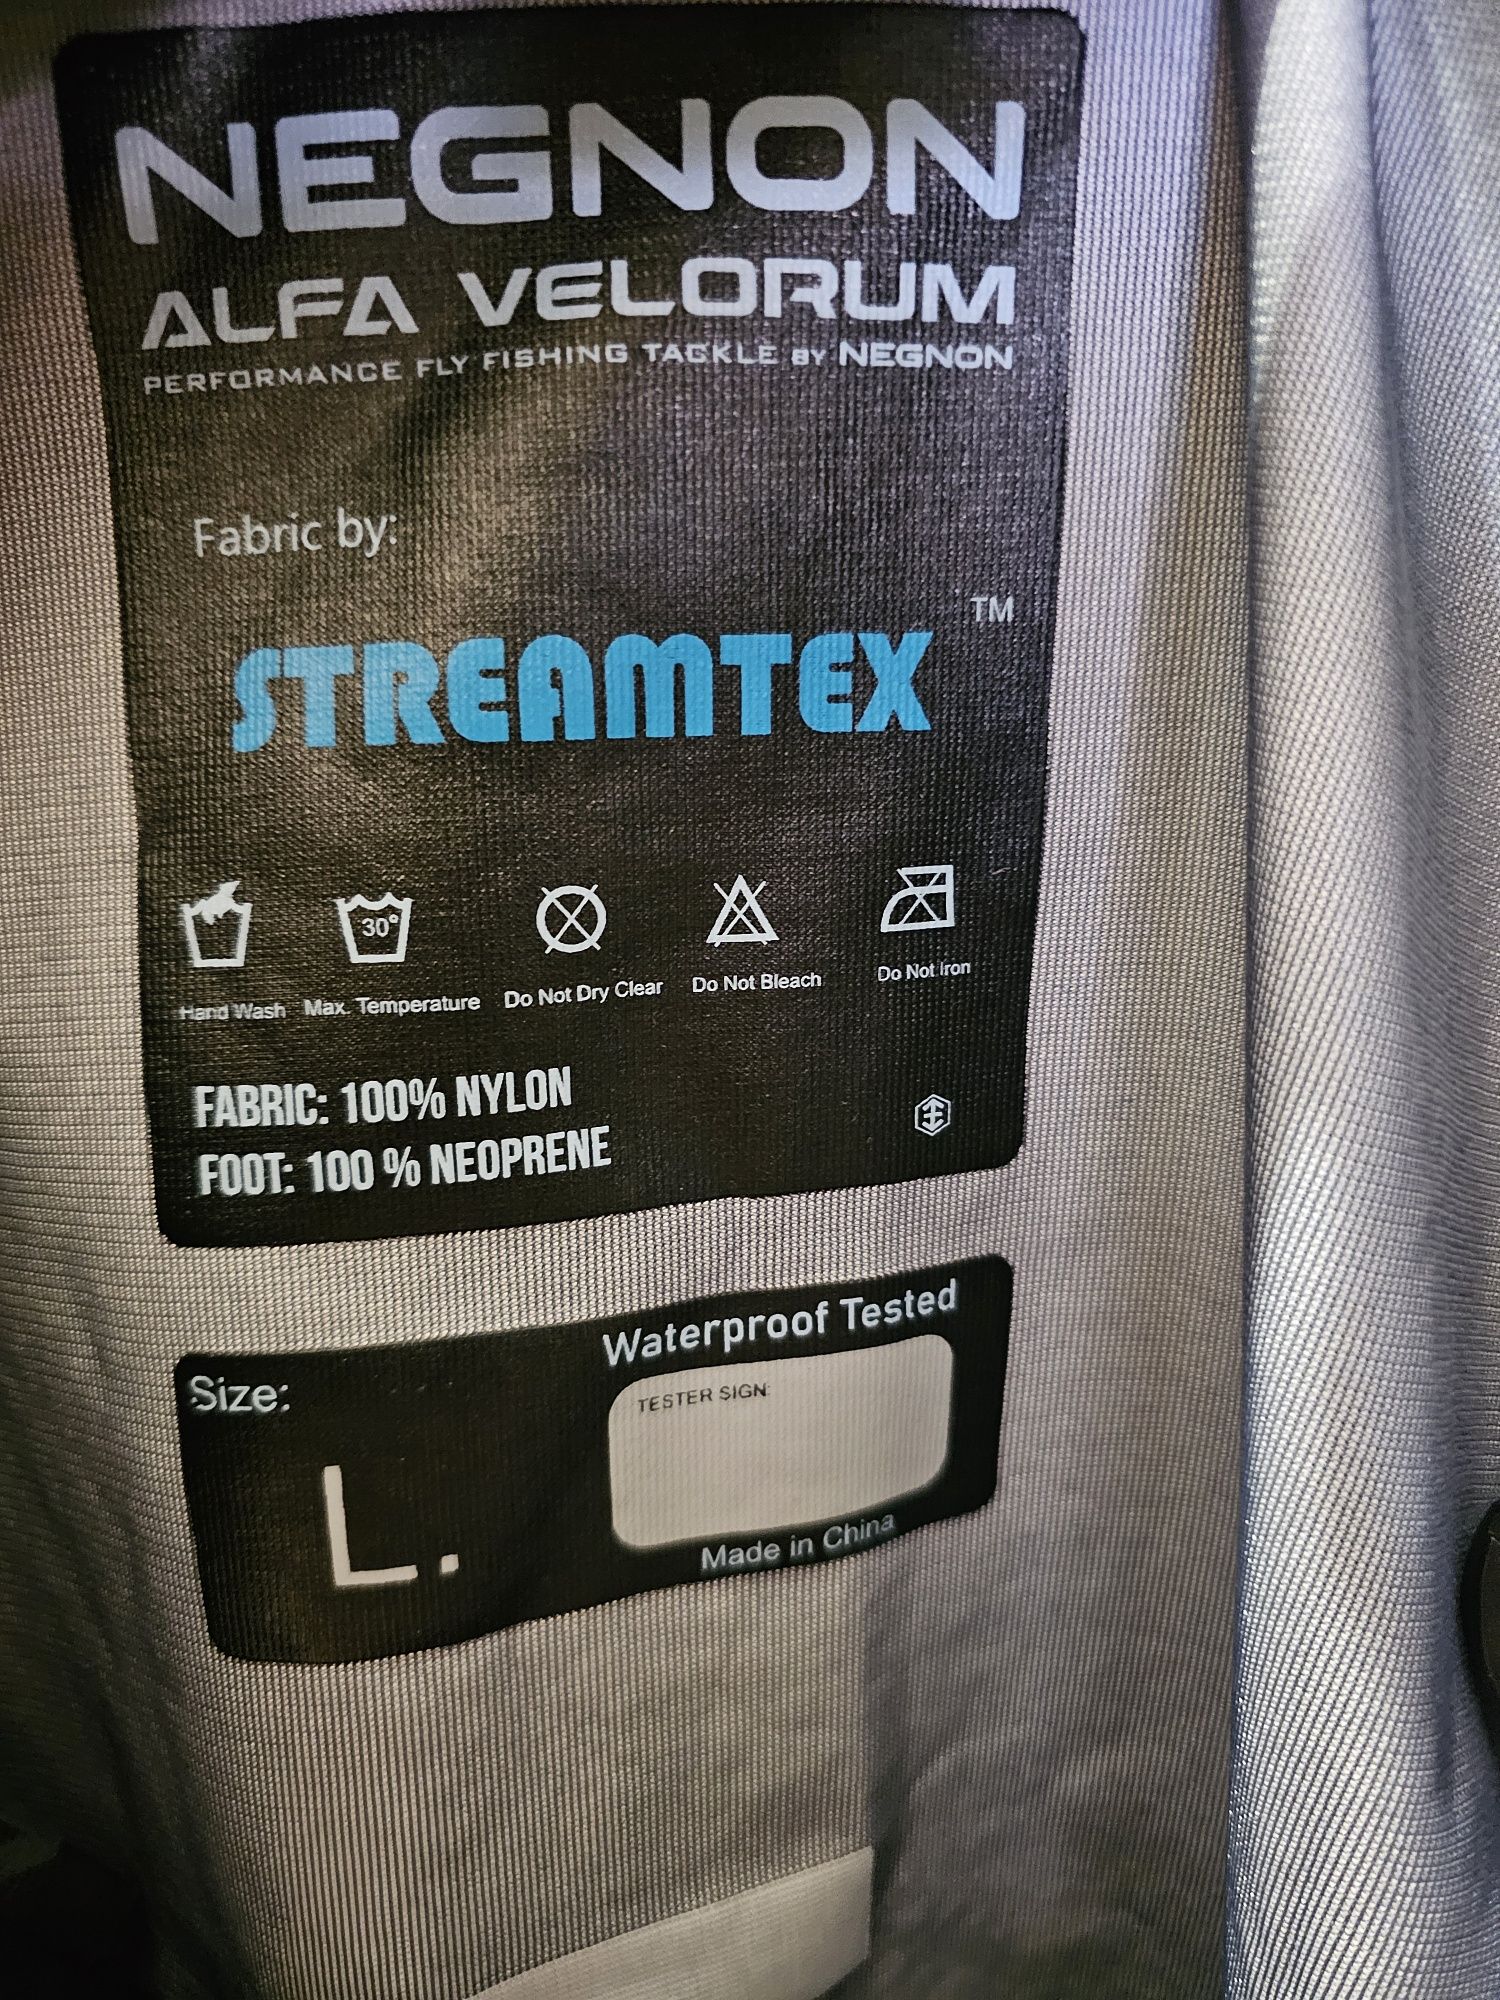 NEGNON
ALFA VELORUM
PERFORMANCE FLY FISHING TACKLE BY NEGNON
Fabric by:
STREAMTEX ™
30°
Hand Wash Max. Temperature Do Not Dry Clear Do Not Bleach Do Not Iron
FABRIC: 100% NYLON
FOOT: 100 % NEOPRENE
Waterproof Tested
Size:
TESTER SIGN:
L.
Made in China